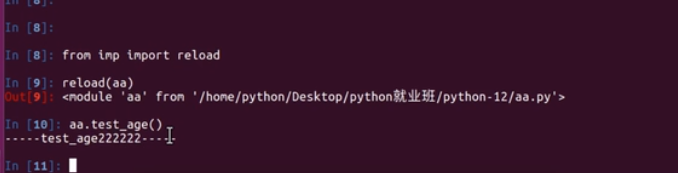 In [8]:
In [8]:
In [8]: from imp import reload
In [9]: reload(aa)
Out[9]: <module 'aa' from '/home/python/Desktop/python就业班/python-12/aa.py'>
In [10]: aa.test_age()
-----test_age222222-----
In [11]: